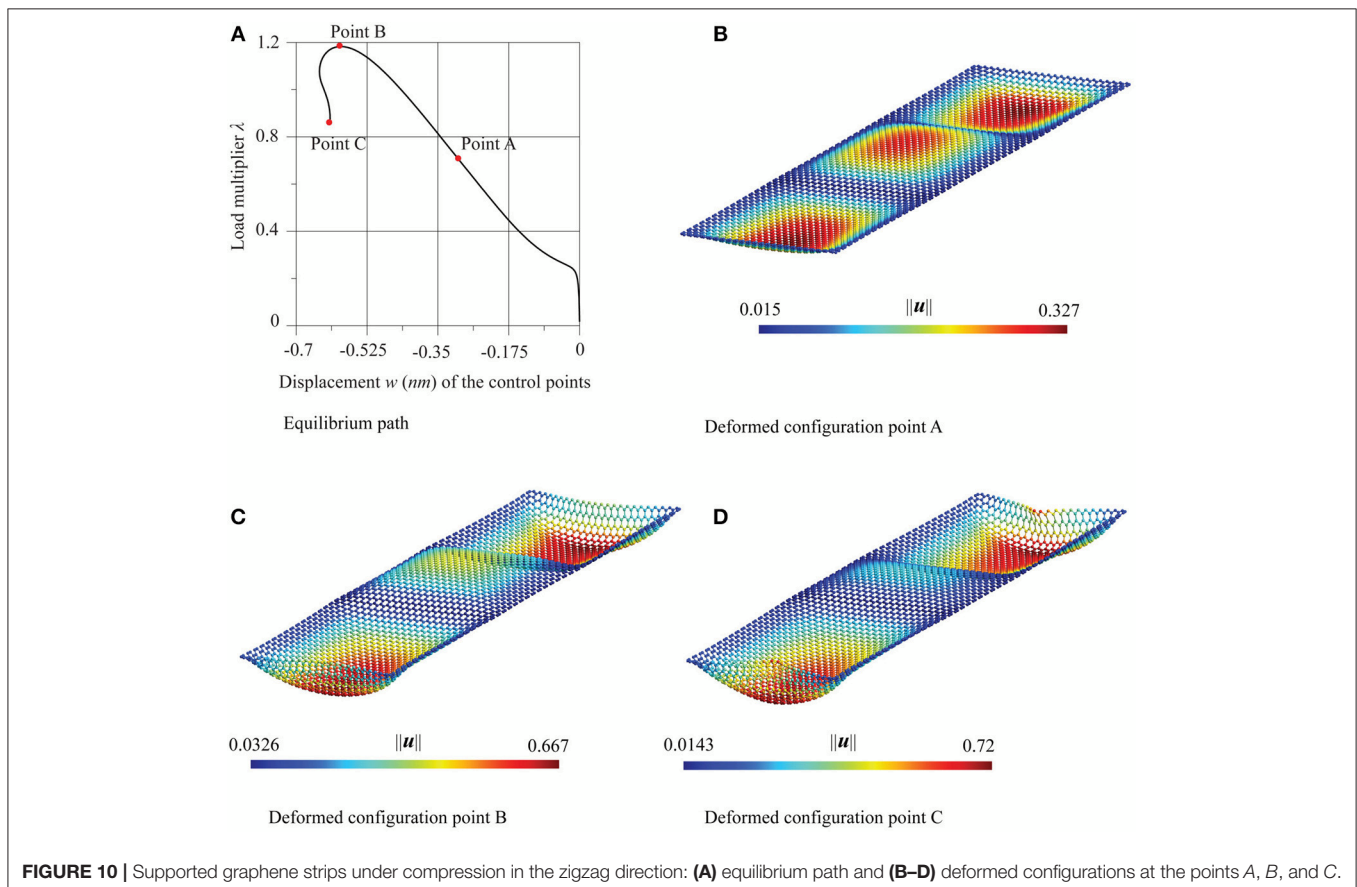 A
Point B
1.2
Point C
Point A
0.8
0.4
0
Load multiplier λ
-0.7 -0.525 -0.35 -0.175 0
Displacement w (nm) of the control points
Equilibrium path
B
0.015 ||u|| 0.327
Deformed configuration point A
C
0.0326 ||u|| 0.667
Deformed configuration point B
D
0.0143 ||u|| 0.72
Deformed configuration point C
FIGURE 10 | Supported graphene strips under compression in the zigzag direction: (A) equilibrium path and (B–D) deformed configurations at the points A, B, and C.